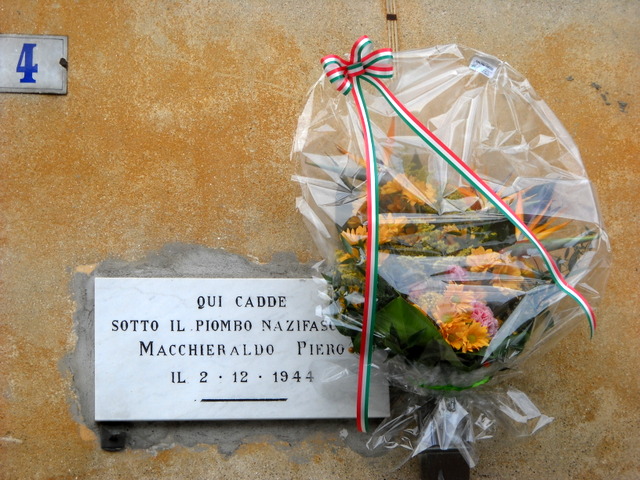 4
QUI CADDE
SOTTO IL PIOMBO
MACCHIERALDO PIERO
IL 2 · 12 · 1944